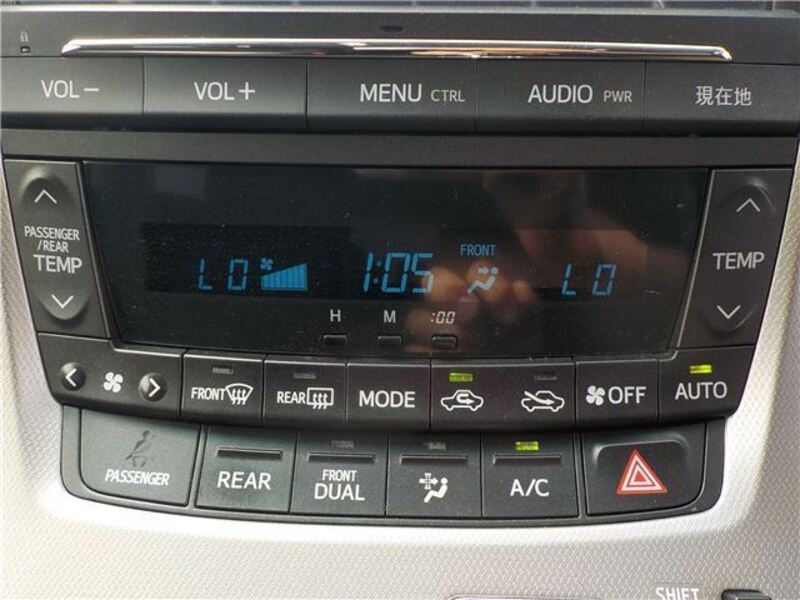 VOL−
VOL+
MENU CTRL
AUDIO PWR
現在地
PASSENGER
/REAR
TEMP
LO
1:05
FRONT
LO
TEMP
H
M
:00
FRONT
REAR
MODE
OFF
AUTO
PASSENGER
REAR
FRONT
DUAL
A/C
SHIFT